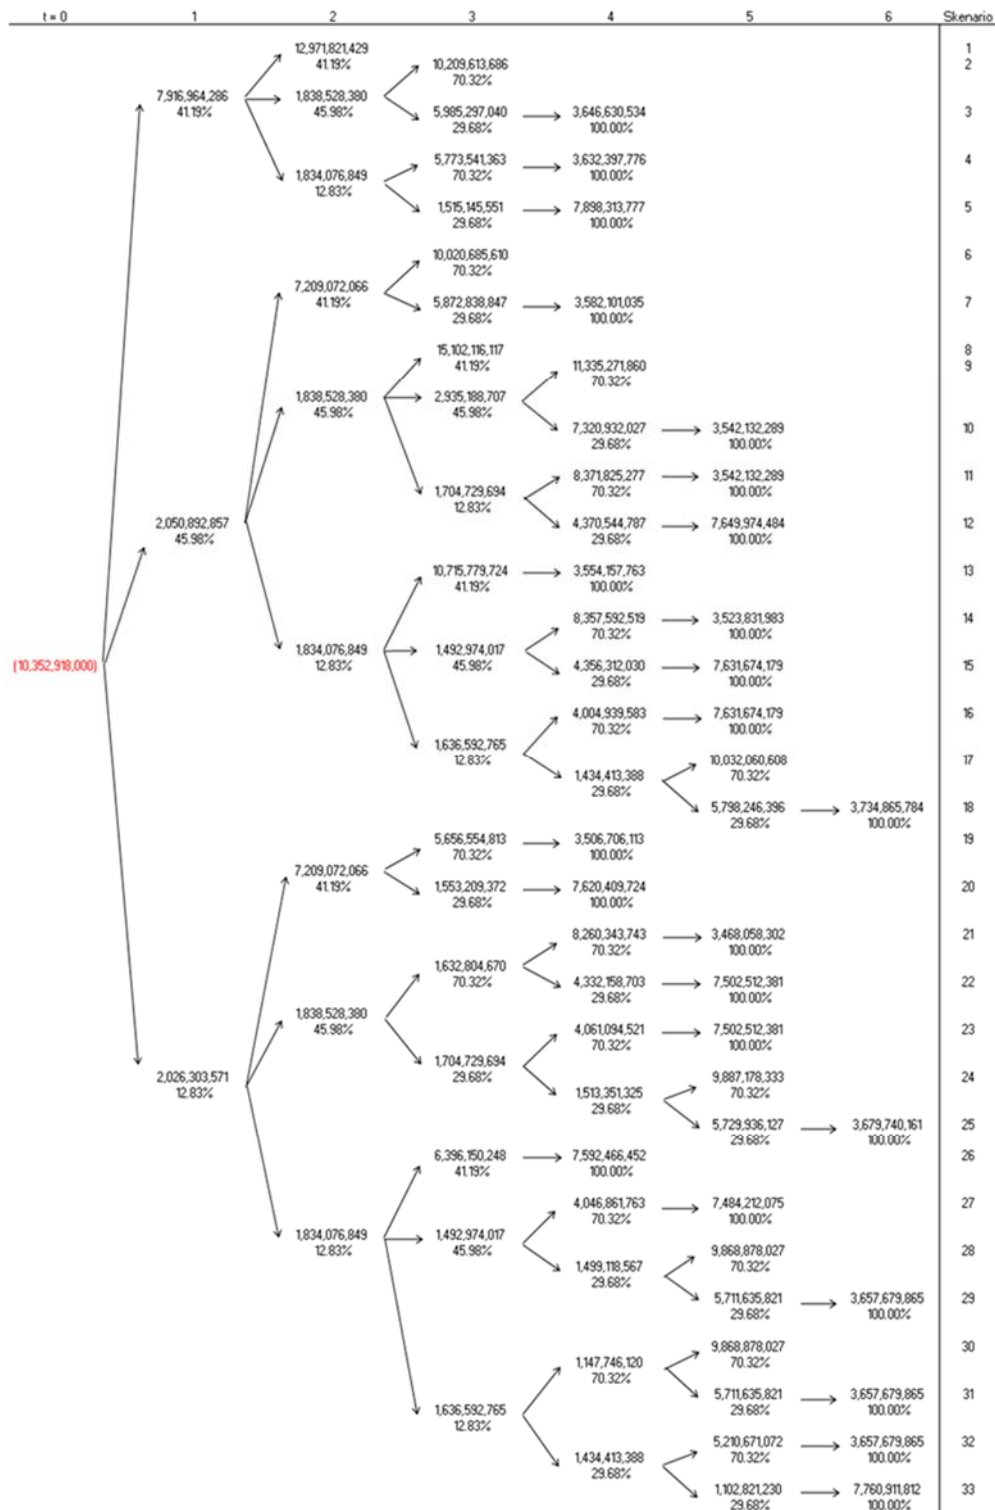 t = 0 1 2 3 4 5 6 Skenario
12,971,821,429 1
41.19% 10,209,613,686 2
70.32%
7,916,964,286 1,838,528,380 5,985,297,040 3,646,630,534 3
41.19% 45.98% 29.68% 100.00%
5,773,541,363 3,632,397,776 4
1,834,076,849 70.32% 100.00%
12.83%
1,515,145,551 7,898,313,777 5
29.68% 100.00%
10,020,685,610 6
70.32%
7,209,072,066
41.19% 5,872,838,847 3,582,101,035 7
29.68% 100.00%
15,102,116,117 8
41.19% 11,335,271,860 9
70.32%
1,838,528,380 2,935,188,707
45.98% 45.98%
7,320,932,027 3,542,132,289 10
29.68% 100.00%
8,371,825,277 3,542,132,289 11
1,704,729,694 70.32% 100.00%
12.83%
2,050,892,857 4,370,544,787 7,649,974,484 12
45.98% 29.68% 100.00%
10,715,779,724 3,554,157,763 13
41.19% 100.00%
8,357,592,519 3,523,831,983 14
70.32% 100.00%
1,834,076,849 1,492,974,017
12.83% 45.98%
(10,352,918,000) 4,356,312,030 7,631,674,179 15
29.68% 100.00%
4,004,939,583 7,631,674,179 16
70.32% 100.00%
1,636,592,765
12.83% 10,032,060,608 17
1,434,413,388 70.32%
29.68%
5,798,246,396 3,734,865,784 18
29.68% 100.00%
5,656,554,813 3,506,706,113 19
70.32% 100.00%
7,209,072,066
41.19% 1,553,209,372 7,620,409,724 20
29.68% 100.00%
8,260,343,743 3,468,058,302 21
70.32% 100.00%
1,632,804,670
70.32% 4,332,158,703 7,502,512,381 22
29.68% 100.00%
1,838,528,380
45.98% 4,061,094,521 7,502,512,381 23
70.32% 100.00%
1,704,729,694
2,026,303,571 29.68% 9,887,178,333 24
12.83% 1,513,351,325 70.32%
29.68%
5,729,936,127 3,679,740,161 25
29.68% 100.00%
6,396,150,248 7,592,466,452 26
41.19% 100.00%
4,046,861,763 7,484,212,075 27
70.32% 100.00%
1,834,076,849 1,492,974,017
12.83% 45.98% 9,868,878,027 28
1,499,118,567 70.32%
29.68%
5,711,635,821 3,657,679,865 29
29.68% 100.00%
9,868,878,027 30
1,147,746,120 70.32%
70.32%
5,711,635,821 3,657,679,865 31
1,636,592,765 29.68% 100.00%
12.83%
5,210,671,072 3,657,679,865 32
1,434,413,388 70.32% 100.00%
29.68%
1,102,821,230 7,760,911,812 33
29.68% 100.00%